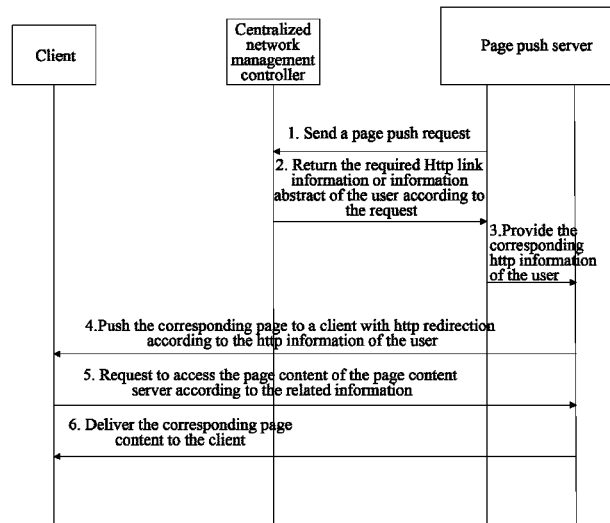 Client
Centralized
network
management
controller
Page push server
1. Send a page push request
2. Return the required Http link
information or information
abstract of the user according to
the request
3.Provide the
corresponding
http information
of the user
4.Push the corresponding page to a client with http redirection
according to the http information of the user
5. Request to access the page content of the page content
server according to the related information
6. Deliver the corresponding page
content to the client